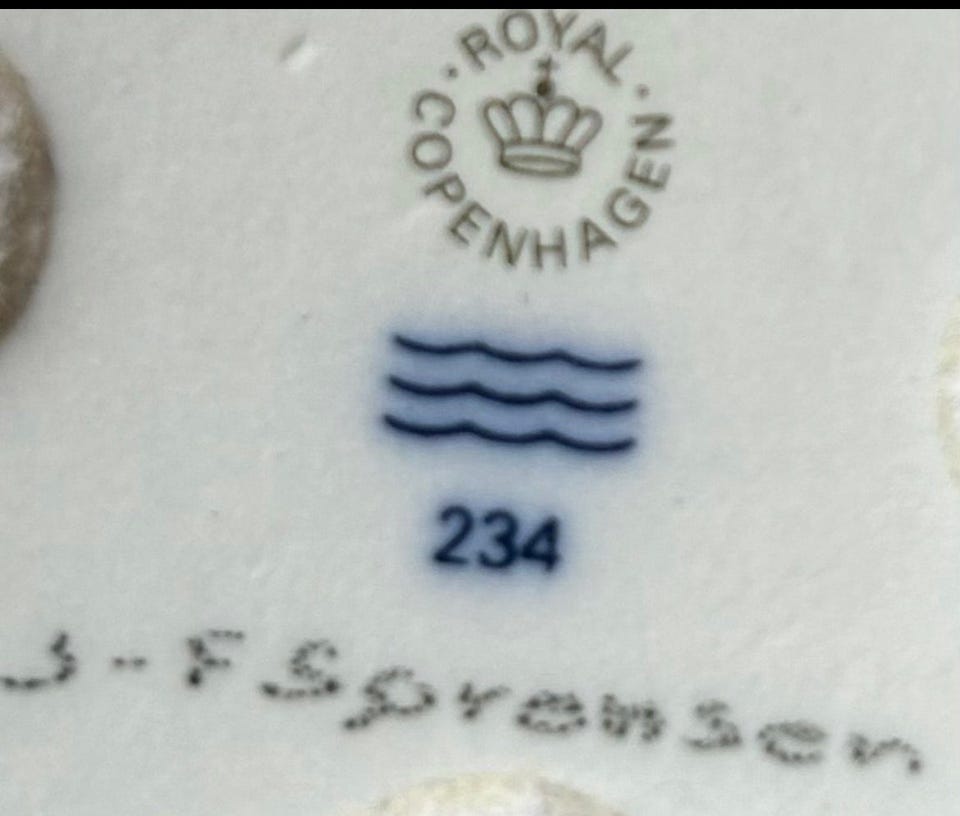 ROYAL
COPENHAGEN
234
J-F Sørensen